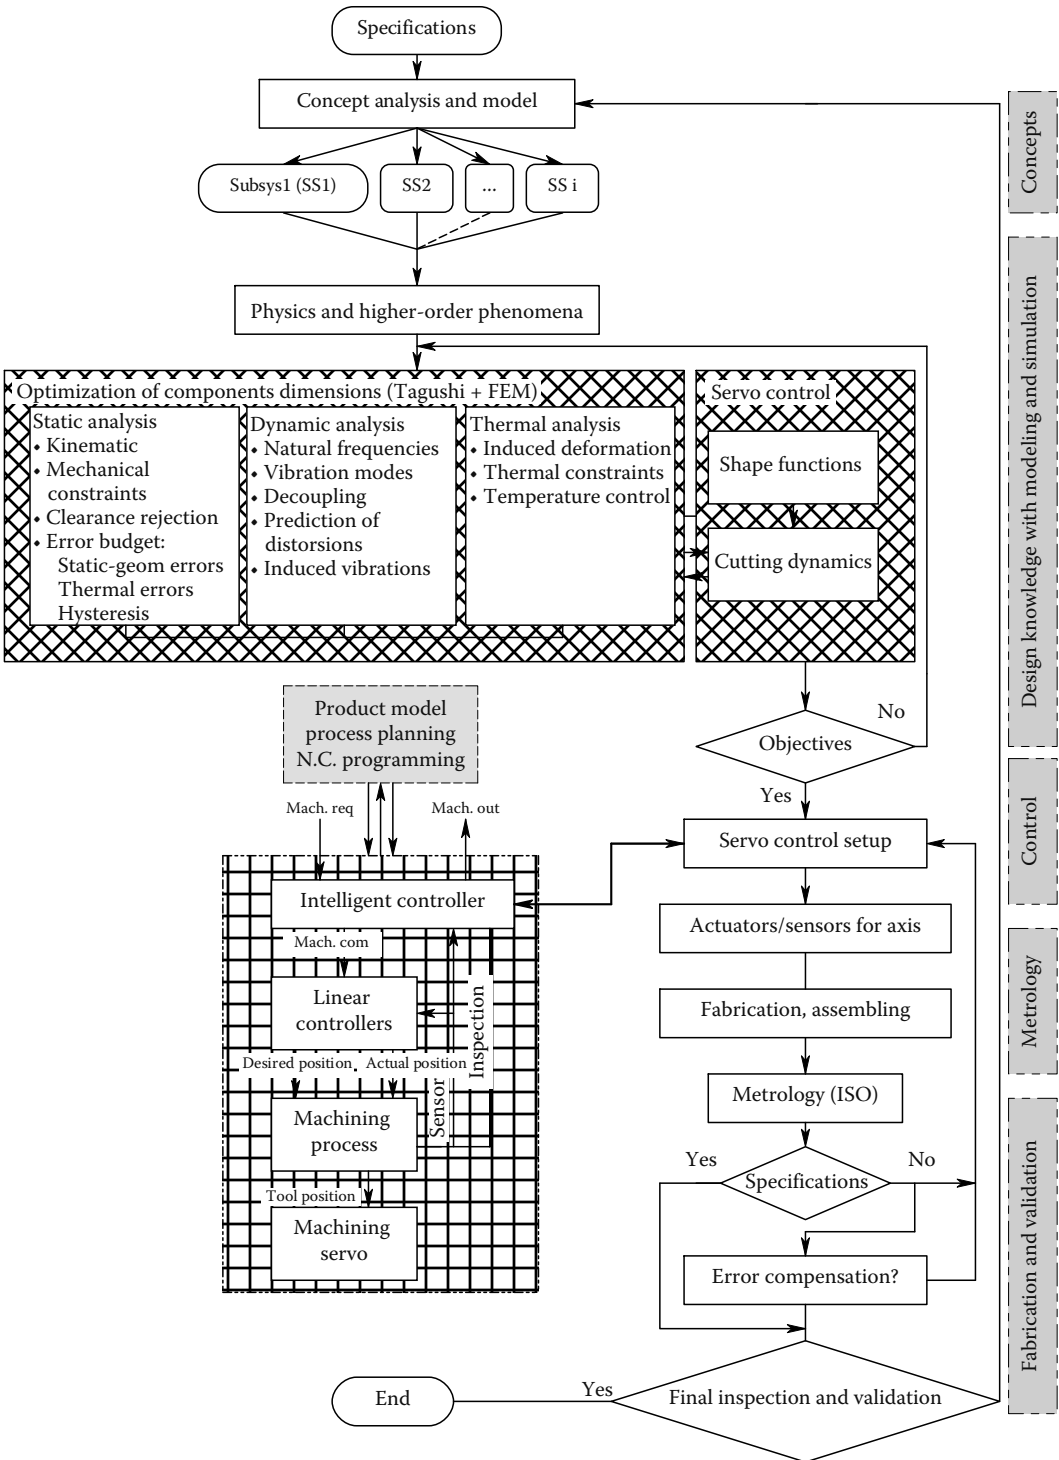 Specifications
Concept analysis and model
Subsys1 (SS1)
SS2
...
SS i
Physics and higher-order phenomena
Optimization of components dimensions (Tagushi + FEM)
Static analysis
• Kinematic
• Mechanical
constraints
• Clearance rejection
• Error budget:
Static-geom errors
Thermal errors
Hysteresis
Dynamic analysis
• Natural frequencies
• Vibration modes
• Decoupling
• Prediction of
distorsions
• Induced vibrations
Thermal analysis
• Induced deformation
• Thermal constraints
• Temperature control
Servo control
Shape functions
Cutting dynamics
Objectives
No
Yes
Product model
process planning
N.C. programming
Mach. req
Mach. out
Intelligent controller
Mach. com
Linear
controllers
Desired position
Actual position
Machining
process
Sensor
Inspection
Tool position
Machining
servo
Servo control setup
Actuators/sensors for axis
Fabrication, assembling
Metrology (ISO)
Yes
Specifications
No
Error compensation?
Final inspection and validation
Yes
End
Concepts
Design knowledge with modeling and simulation
Control
Metrology
Fabrication and validation